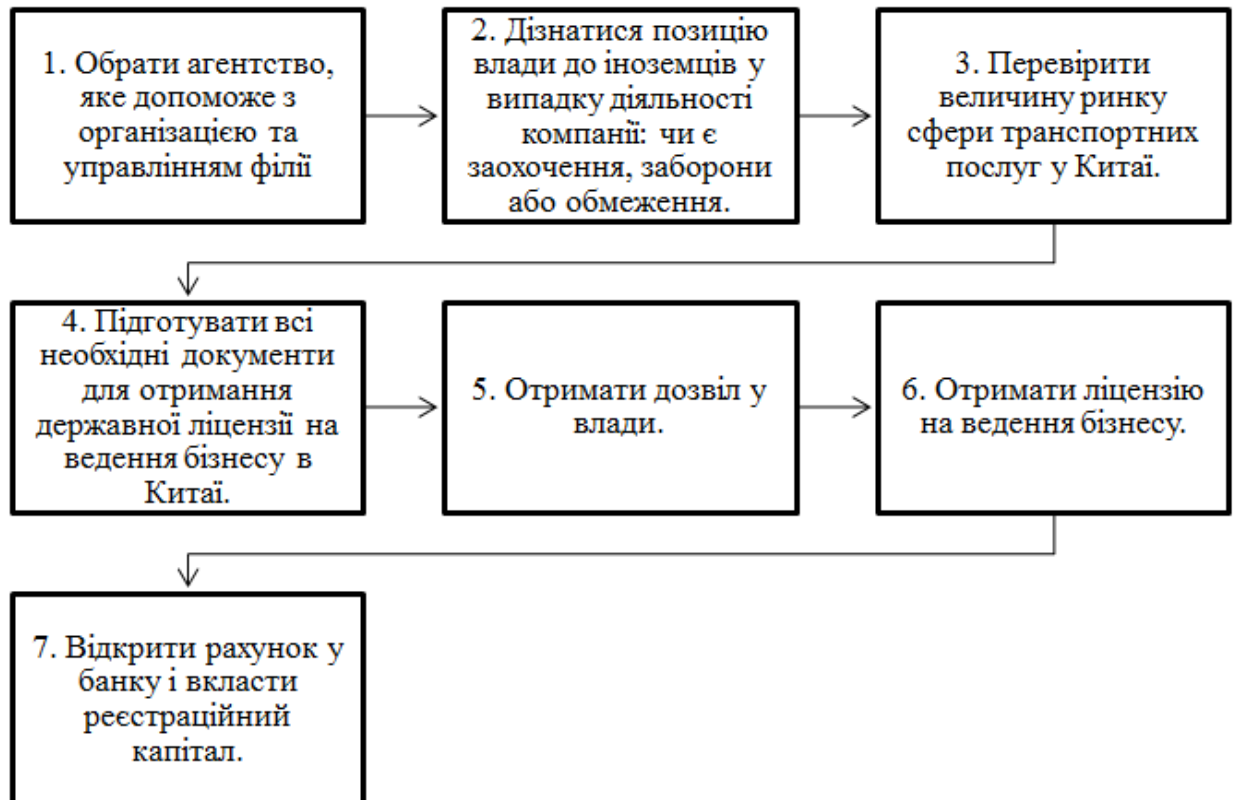 1. Обрати агентство,
яке допоможе з
організацією та
управлінням філії
2. Дізнатися позицію
влади до іноземців у
випадку діяльності
компанії: чи є
заохочення, заборони
або обмеження.
3. Перевірити
величину ринку
сфери транспортних
послуг у Китаї.
4. Підготувати всі
необхідні документи
для отримання
державної ліцензії на
ведення бізнесу в
Китаї.
5. Отримати дозвіл у
влади.
6. Отримати ліцензію
на ведення бізнесу.
7. Відкрити рахунок у
банку і вкласти
реєстраційний
капітал.